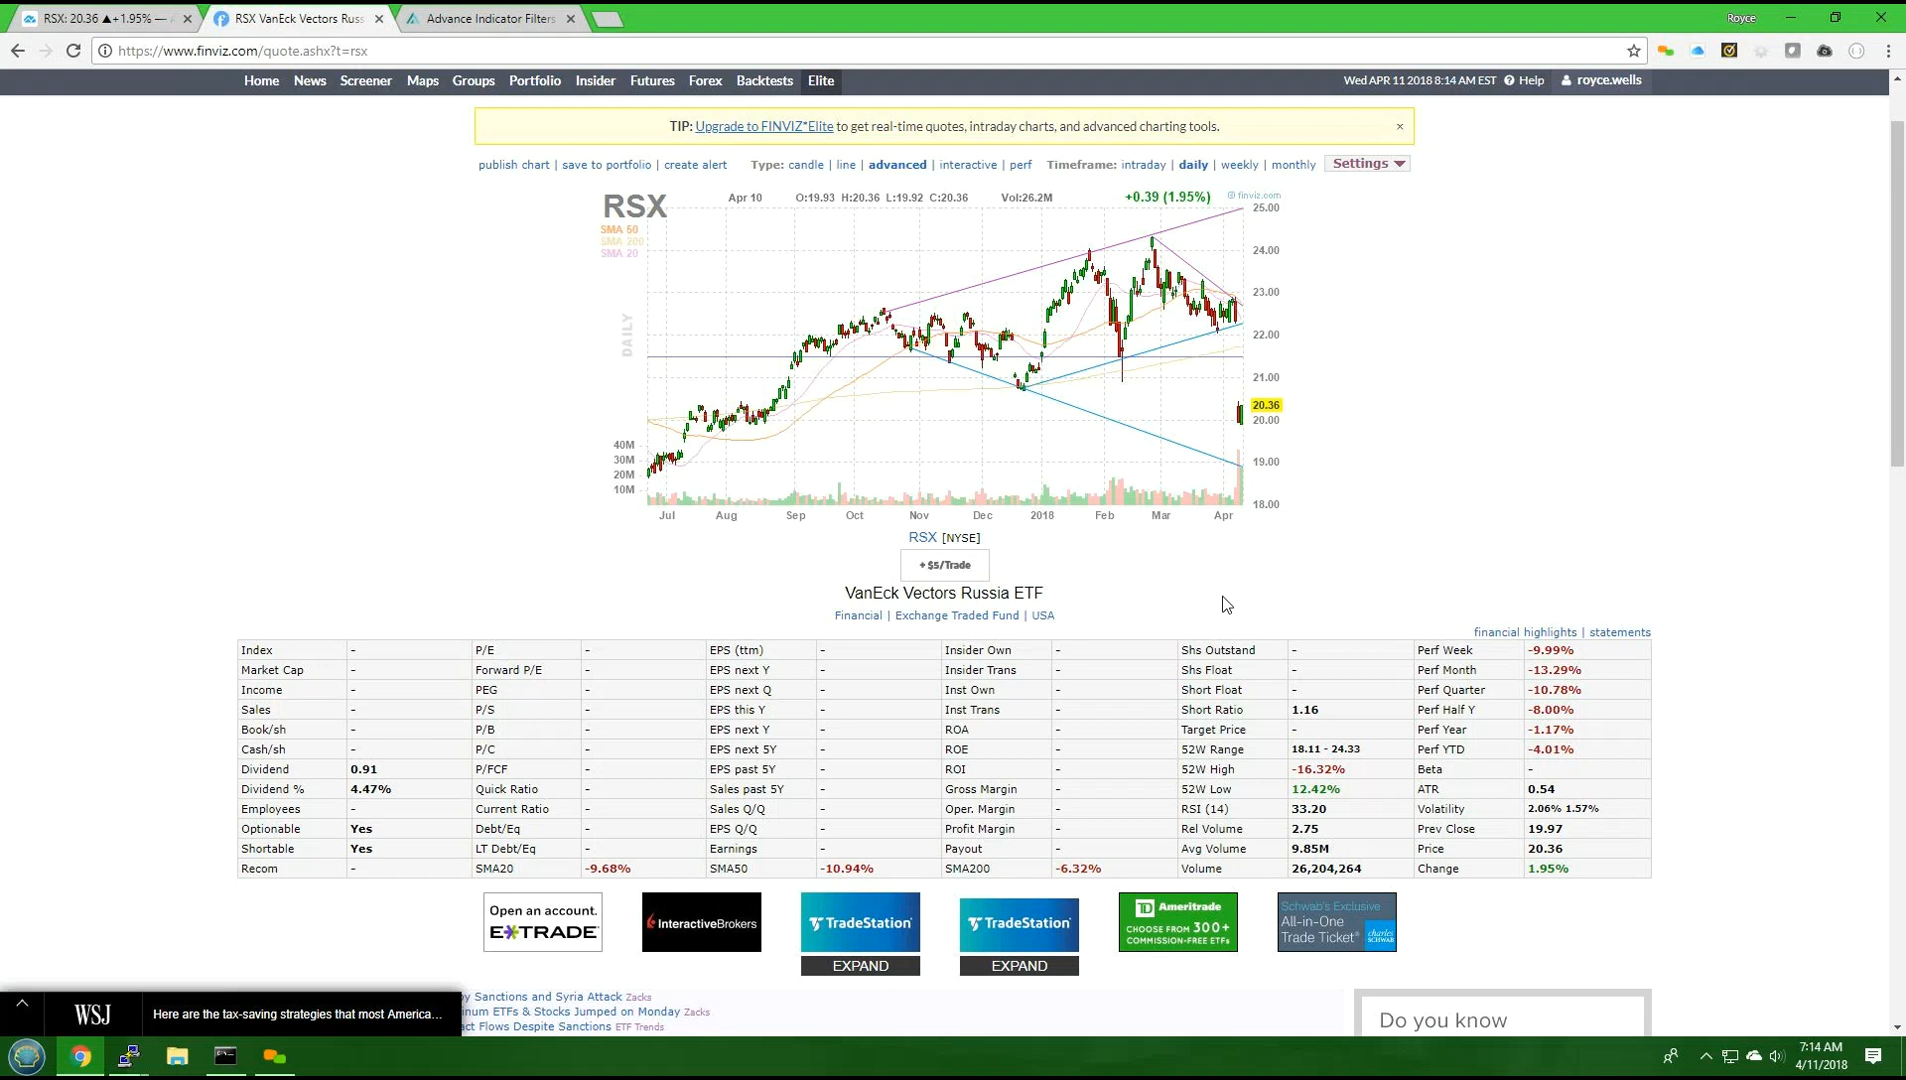 RSX: 20.36 ▲+1.95% —
RSX VanEck Vectors Russ
Advance Indicator Filters
Royce
https://www.finviz.com/quote.ashx?t=rsx
Home News Screener Maps Groups Portfolio Insider Futures Forex Backtests Elite
Wed APR 11 2018 8:14 AM EST Help royce.wells
TIP: Upgrade to FINVIZ*Elite to get real-time quotes, intraday charts, and advanced charting tools. ×
publish chart | save to portfolio | create alert Type: candle | line | advanced | interactive | perf Timeframe: intraday | daily | weekly | monthly Settings
RSX Apr 10 O:19.93 H:20.36 L:19.92 C:20.36 Vol:26.2M +0.39 (1.95%) © finviz.com
SMA 50
SMA 200
SMA 20
DAILY
25.00
24.00
23.00
22.00
21.00
20.36
20.00
19.00
18.00
40M
30M
20M
10M
Jul Aug Sep Oct Nov Dec 2018 Feb Mar Apr
RSX [NYSE]
+ $5/Trade
VanEck Vectors Russia ETF
Financial | Exchange Traded Fund | USA
financial highlights | statements
Index - P/E - EPS (ttm) - Insider Own - Shs Outstand - Perf Week -9.99%
Market Cap - Forward P/E - EPS next Y - Insider Trans - Shs Float - Perf Month -13.29%
Income - PEG - EPS next Q - Inst Own - Short Float - Perf Quarter -10.78%
Sales - P/S - EPS this Y - Inst Trans - Short Ratio 1.16 Perf Half Y -8.00%
Book/sh - P/B - EPS next Y - ROA - Target Price - Perf Year -1.17%
Cash/sh - P/C - EPS next 5Y - ROE - 52W Range 18.11 - 24.33 Perf YTD -4.01%
Dividend 0.91 P/FCF - EPS past 5Y - ROI - 52W High -16.32% Beta -
Dividend % 4.47% Quick Ratio - Sales past 5Y - Gross Margin - 52W Low 12.42% ATR 0.54
Employees - Current Ratio - Sales Q/Q - Oper. Margin - RSI (14) 33.20 Volatility 2.06% 1.57%
Optionable Yes Debt/Eq - EPS Q/Q - Profit Margin - Rel Volume 2.75 Prev Close 19.97
Shortable Yes LT Debt/Eq - Earnings - Payout - Avg Volume 9.85M Price 20.36
Recom - SMA20 -9.68% SMA50 -10.94% SMA200 -6.32% Volume 26,204,264 Change 1.95%
Open an account.
E*TRADE
InteractiveBrokers
TradeStation
EXPAND
TradeStation
EXPAND
TD Ameritrade
CHOOSE FROM 300+
COMMISSION-FREE ETFs
Schwab's Exclusive
All-in-One
Trade Ticket®
charles
SCHWAB
by Sanctions and Syria Attack Zacks
inum ETFs & Stocks Jumped on Monday Zacks
act Flows Despite Sanctions ETF Trends
WSJ Here are the tax-saving strategies that most America...
Do you know
7:14 AM
4/11/2018